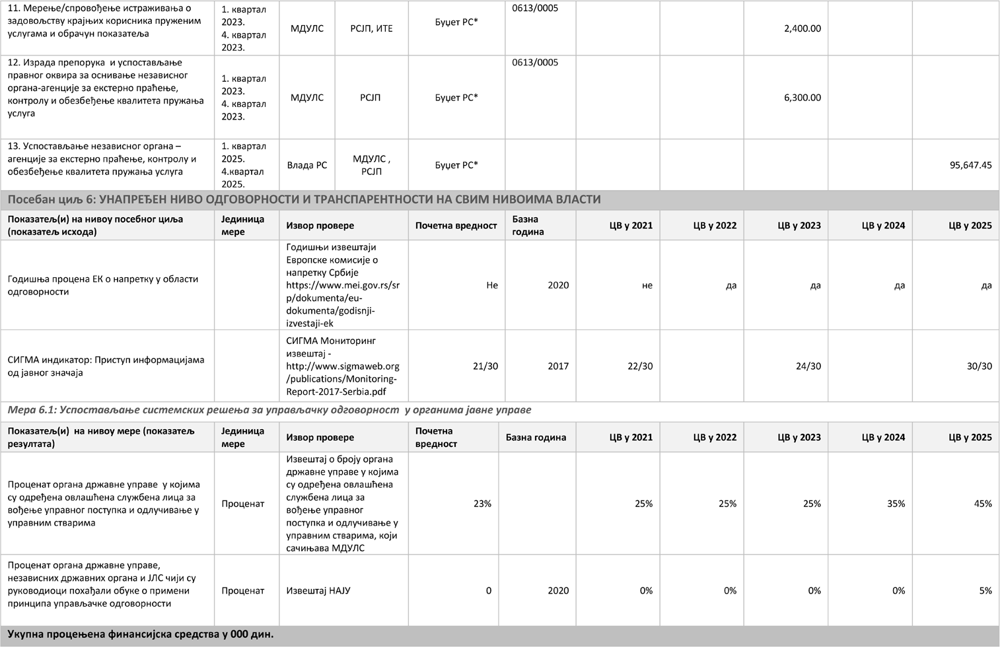 11. Мерење/спровођење истраживања о
задовољству крајњих корисника пруженим
услугама и обрачун показатеља
1. квартал
2023.
4. квартал
2023.
МДУЛС
РСЈП, ИТЕ
Буџет РС*
0613/0005
2,400.00
12. Израда препорука  и успостављање
правног оквира за оснивање независног
органа-агенције за екстерно праћење,
контролу и обезбеђење квалитета пружања
услуга
1. квартал
2023.
4. квартал
2023.
МДУЛС
РСЈП
Буџет РС*
0613/0005
6,300.00
13. Успостављање независног органа –
агенције за екстерно праћење, контролу и
обезбеђење квалитета пружања услуга
1. квартал
2025.
4.квартал
2025.
Влада РС
МДУЛС ,
РСЈП
Буџет РС*
95,647.45
Посебан циљ 6: УНАПРЕЂЕН НИВО ОДГОВОРНОСТИ И ТРАНСПАРЕНТНОСТИ НА СВИМ НИВОИМА ВЛАСТИ
Показатељ(и) на нивоу посебног циља
(показатељ исхода)
Јединица
мере
Извор провере
Почетна вредност
Базна
година
ЦВ у 2021
ЦВ у 2022
ЦВ у 2023
ЦВ у 2024
ЦВ у 2025
Годишња процена ЕК о напретку у области
одговорности
Годишњи извештаји
Европске комисије о
напретку Србије
https://www.mei.gov.rs/sr
p/dokumenta/eu-
dokumenta/godisnji-
izvestaji-ek
Не
2020
не
да
да
да
да
СИГМА индикатор: Приступ информацијама
од јавног значаја
СИГМА Мониторинг
извештај -
http://www.sigmaweb.org
/publications/Monitoring-
Report-2017-Serbia.pdf
21/30
2017
22/30
24/30
30/30
Мера 6.1: Успостављање системских решења за управљачку одговорност  у органима јавне управе
Показатељ(и)  на нивоу мере (показатељ
резултата)
Јединица
мере
Извор провере
Почетна
вредност
Базна година
ЦВ у 2021
ЦВ у 2022
ЦВ у 2023
ЦВ у 2024
ЦВ у 2025
Проценат органа државне управе  у којима
су одређена овлашћена службена лица за
вођење управног поступка и одлучивање у
управним стварима
Проценат
Извештај о броју органа
државне управе у којима
су одређена овлашћена
службена лица за
вођење управног
поступка и одлучивање у
управним стварима, који
сачињава МДУЛС
23%
25%
25%
25%
35%
45%
Проценат органа државне управе,
независних државних органа и ЈЛС чији су
руководиоци похађали обуке о примени
принципа управљачке одговорности
Проценат
Извештај НАЈУ
0
2020
0%
0%
0%
0%
5%
Укупна процењена финансијска средства у 000 дин.